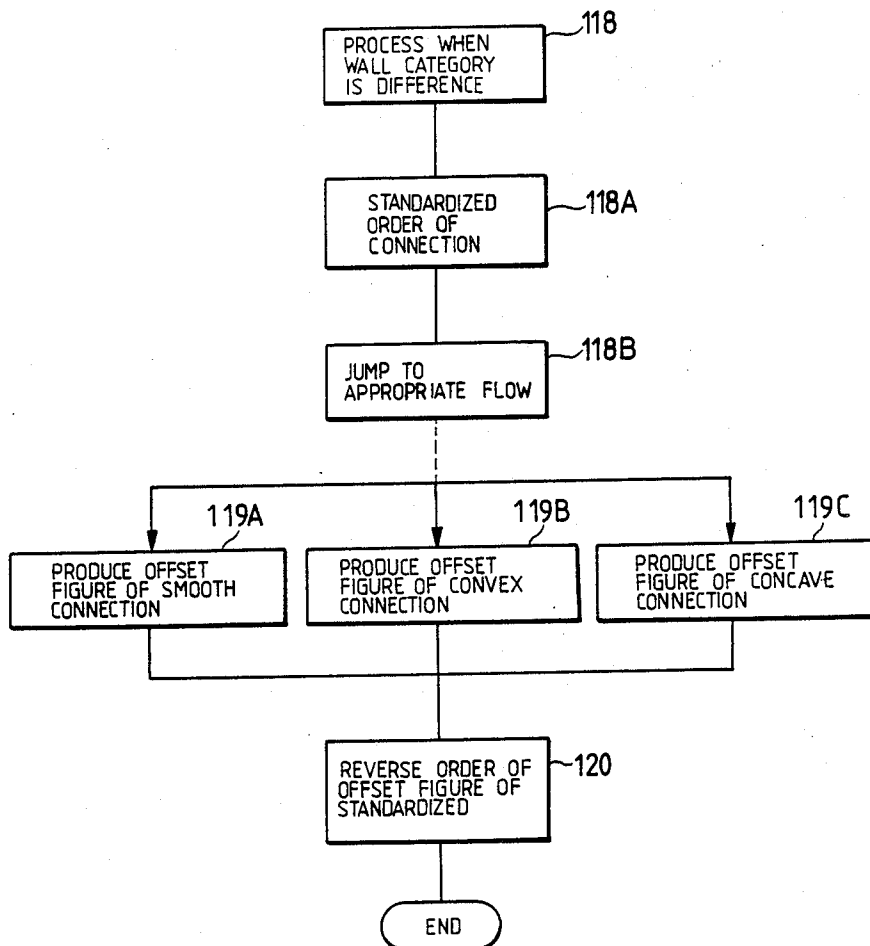 118
PROCESS WHEN
WALL CATEGORY
IS DIFFERENCE
118A
STANDARDIZED
ORDER OF
CONNECTION
118B
JUMP TO
APPROPRIATE FLOW
119A
PRODUCE OFFSET
FIGURE OF SMOOTH
CONNECTION
119B
PRODUCE OFFSET
FIGURE OF CONVEX
CONNECTION
119C
PRODUCE OFFSET
FIGURE OF CONCAVE
CONNECTION
120
REVERSE ORDER OF
OFFSET FIGURE OF
STANDARDIZED
END